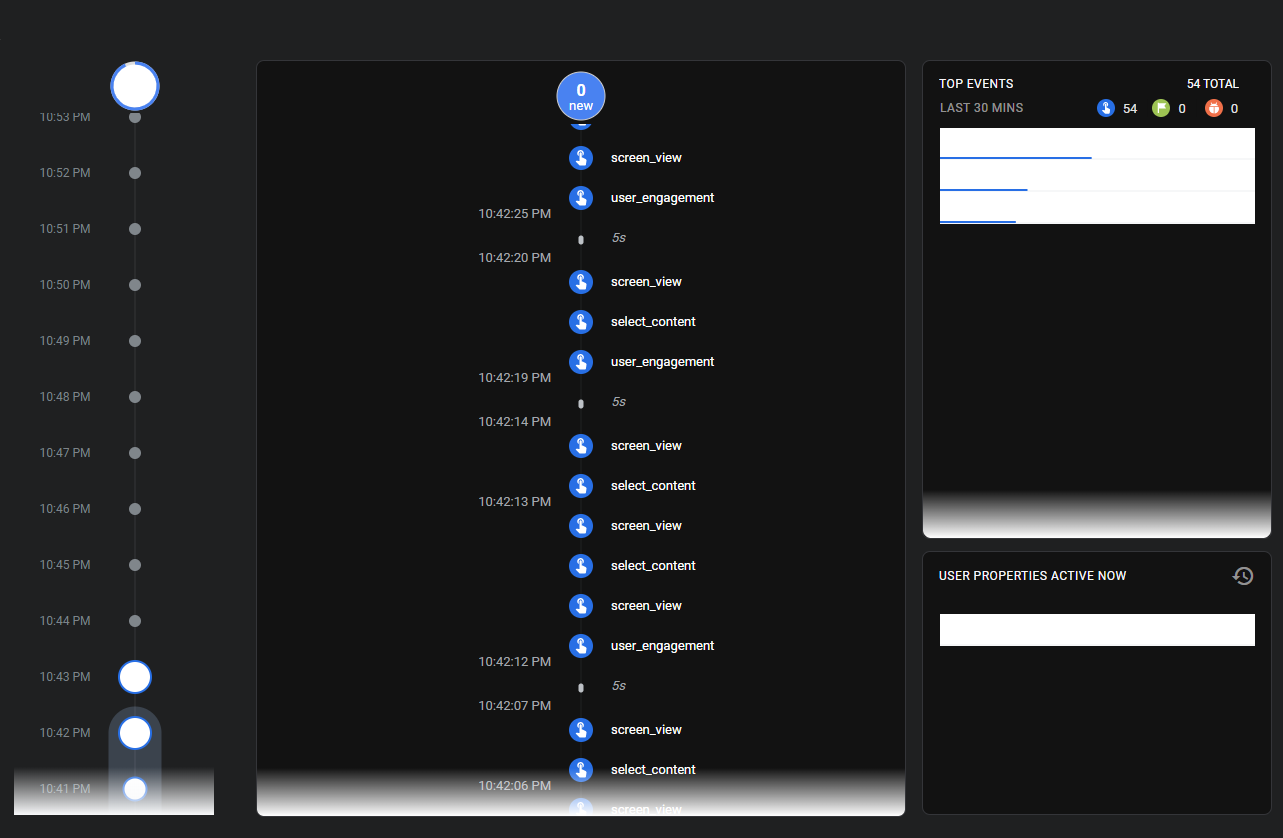 10:53 PM
10:52 PM
10:51 PM
10:50 PM
10:49 PM
10:48 PM
10:47 PM
10:46 PM
10:45 PM
10:44 PM
10:43 PM
10:42 PM
10:41 PM
0
new
screen_view
user_engagement
10:42:25 PM
5s
10:42:20 PM
screen_view
select_content
user_engagement
10:42:19 PM
5s
10:42:14 PM
screen_view
select_content
10:42:13 PM
screen_view
select_content
screen_view
user_engagement
10:42:12 PM
5s
10:42:07 PM
screen_view
select_content
10:42:06 PM
screen_view
TOP EVENTS 54 TOTAL
LAST 30 MINS 54 0 0
USER PROPERTIES ACTIVE NOW